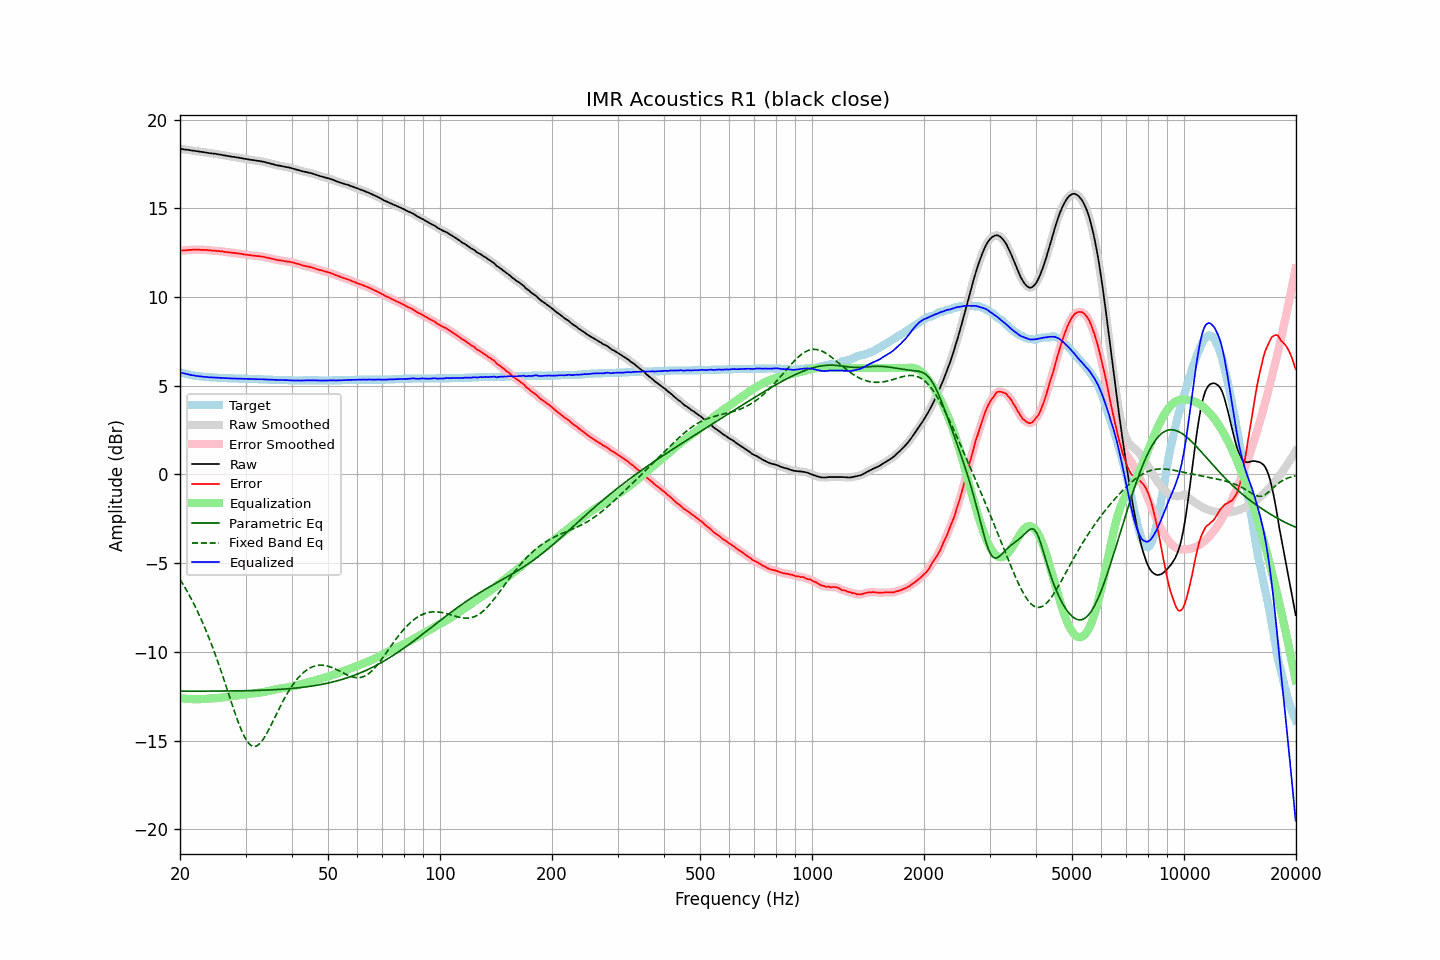 IMR Acoustics R1 (black close)
Amplitude (dBr)
20
15
10
5
0
−5
−10
−15
−20
Target
Raw Smoothed
Error Smoothed
Raw
Error
Equalization
Parametric Eq
Fixed Band Eq
Equalized
20 50 100 200 500 1000 2000 5000 10000 20000
Frequency (Hz)